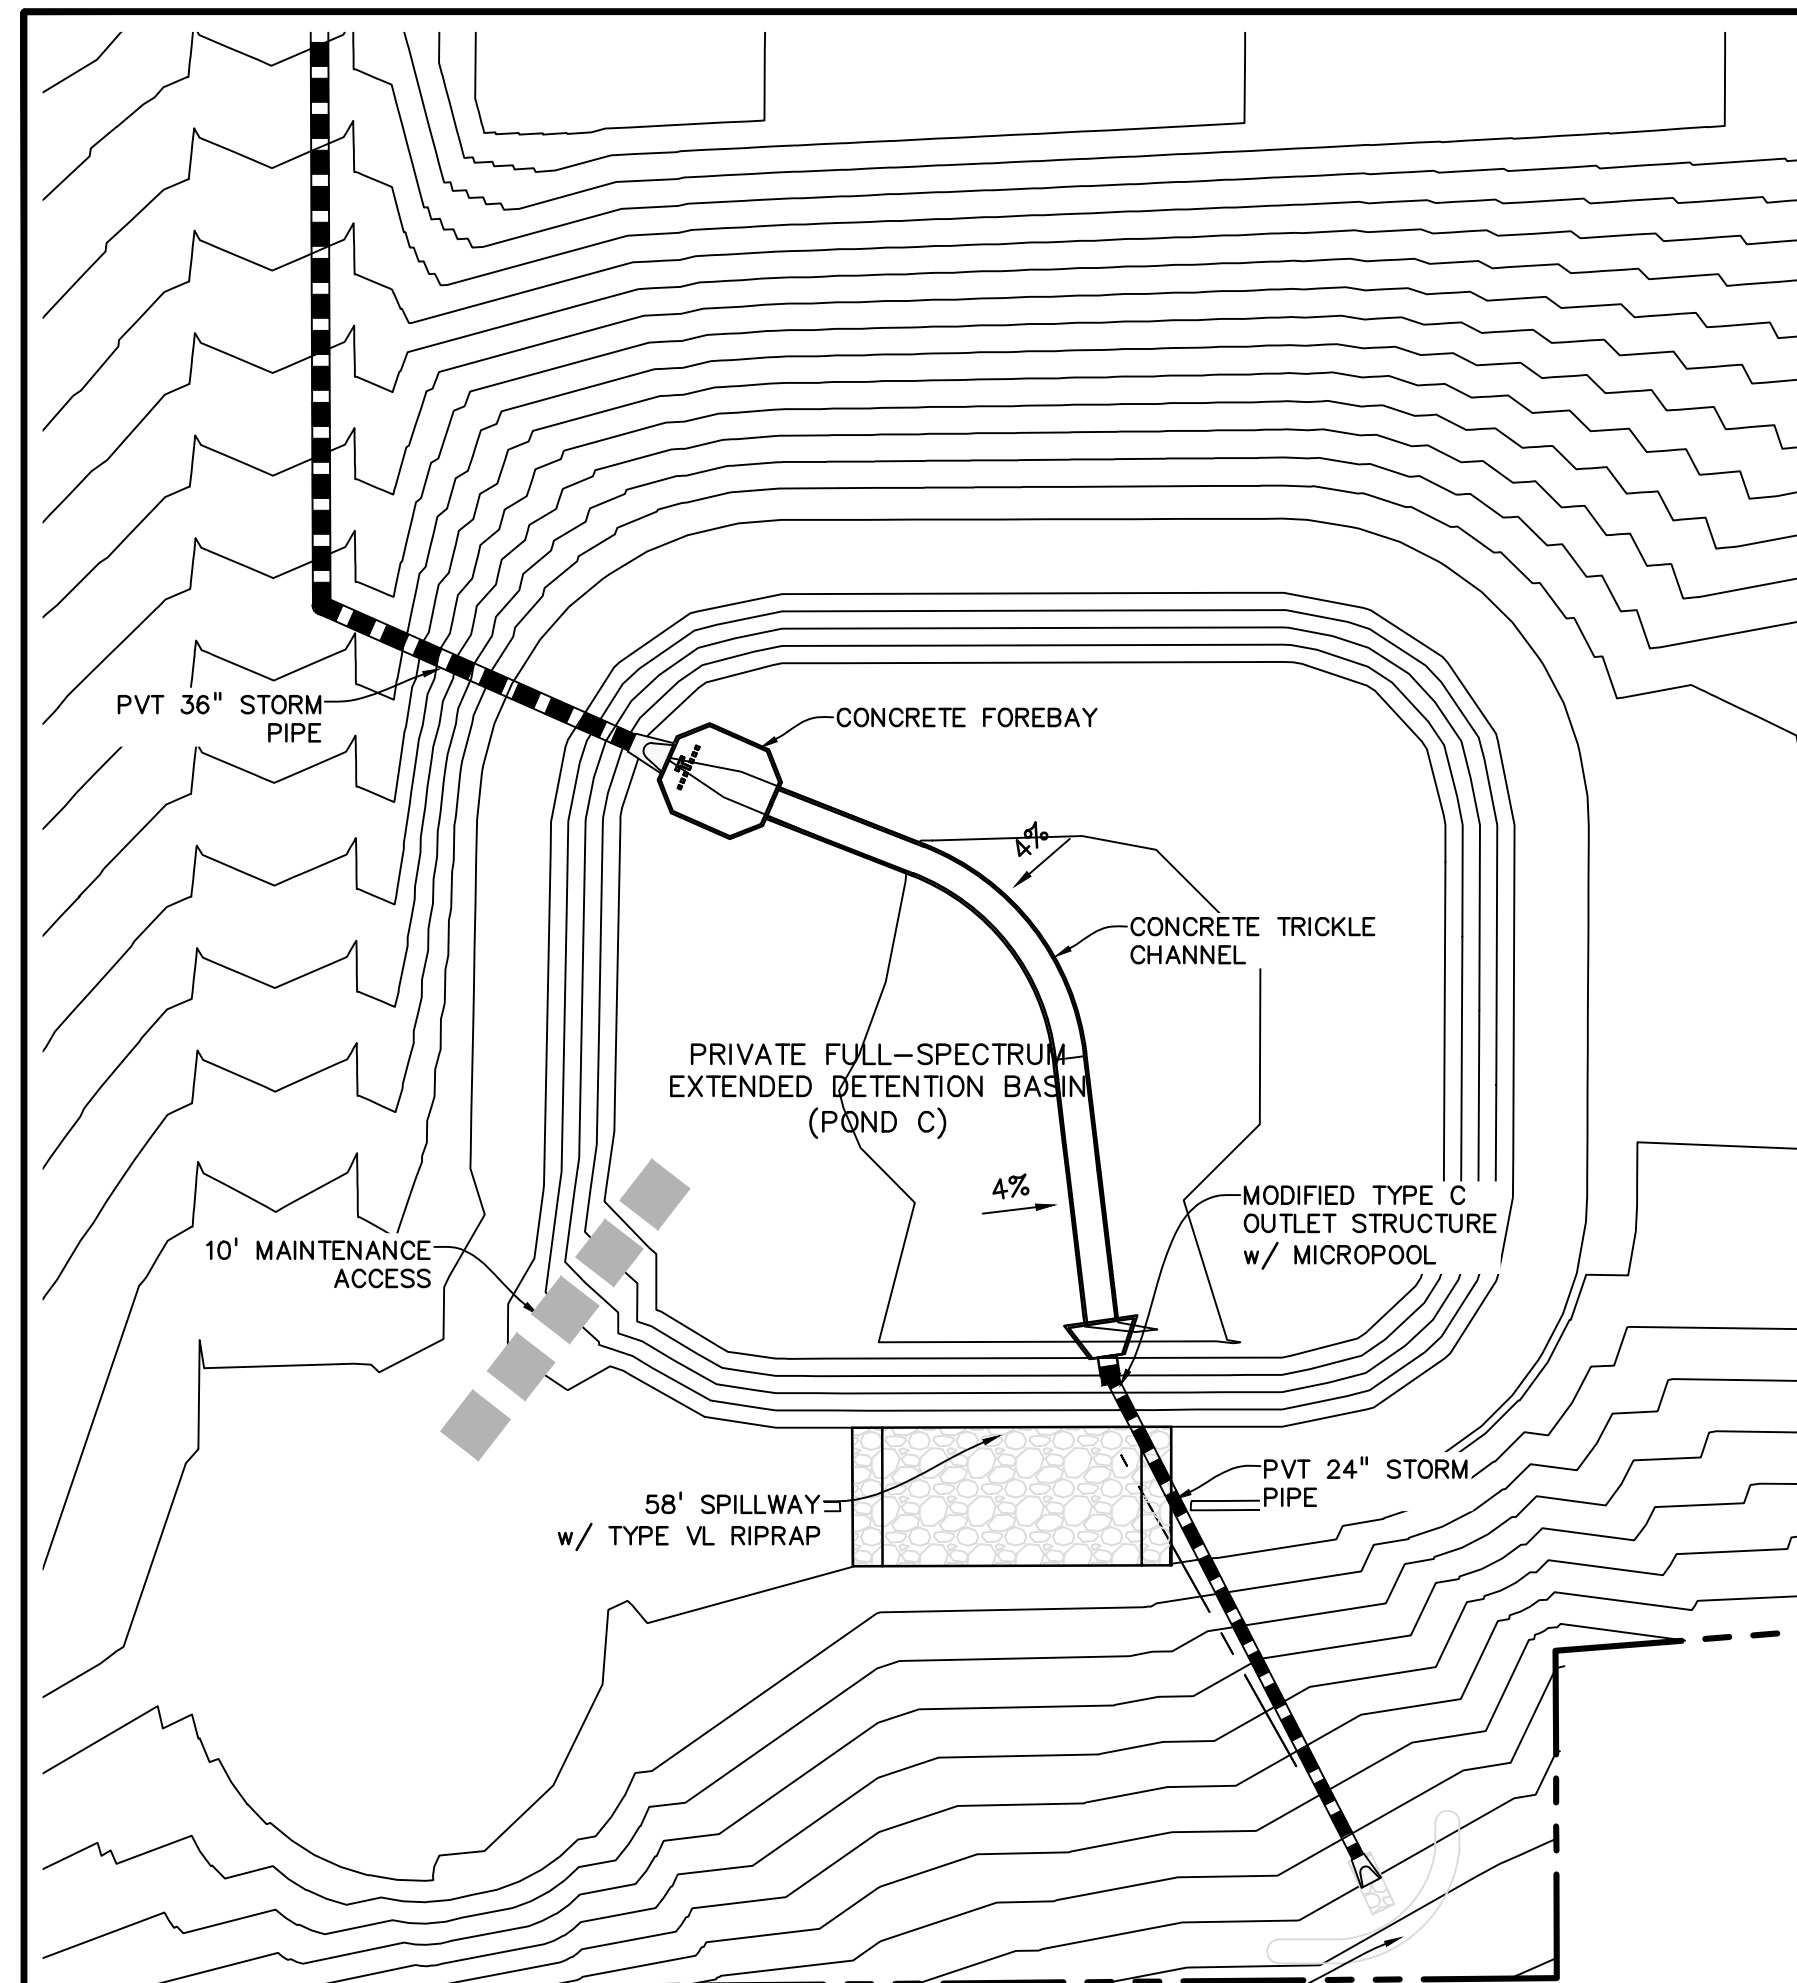 PVT 36" STORM
PIPE
CONCRETE FOREBAY
4%
CONCRETE TRICKLE
CHANNEL
PRIVATE FULL-SPECTRUM
EXTENDED DETENTION BASIN
(POND C)
4%
MODIFIED TYPE C
OUTLET STRUCTURE
w/ MICROPOOL
10' MAINTENANCE
ACCESS
PVT 24" STORM
PIPE
58' SPILLWAY
w/ TYPE VL RIPRAP